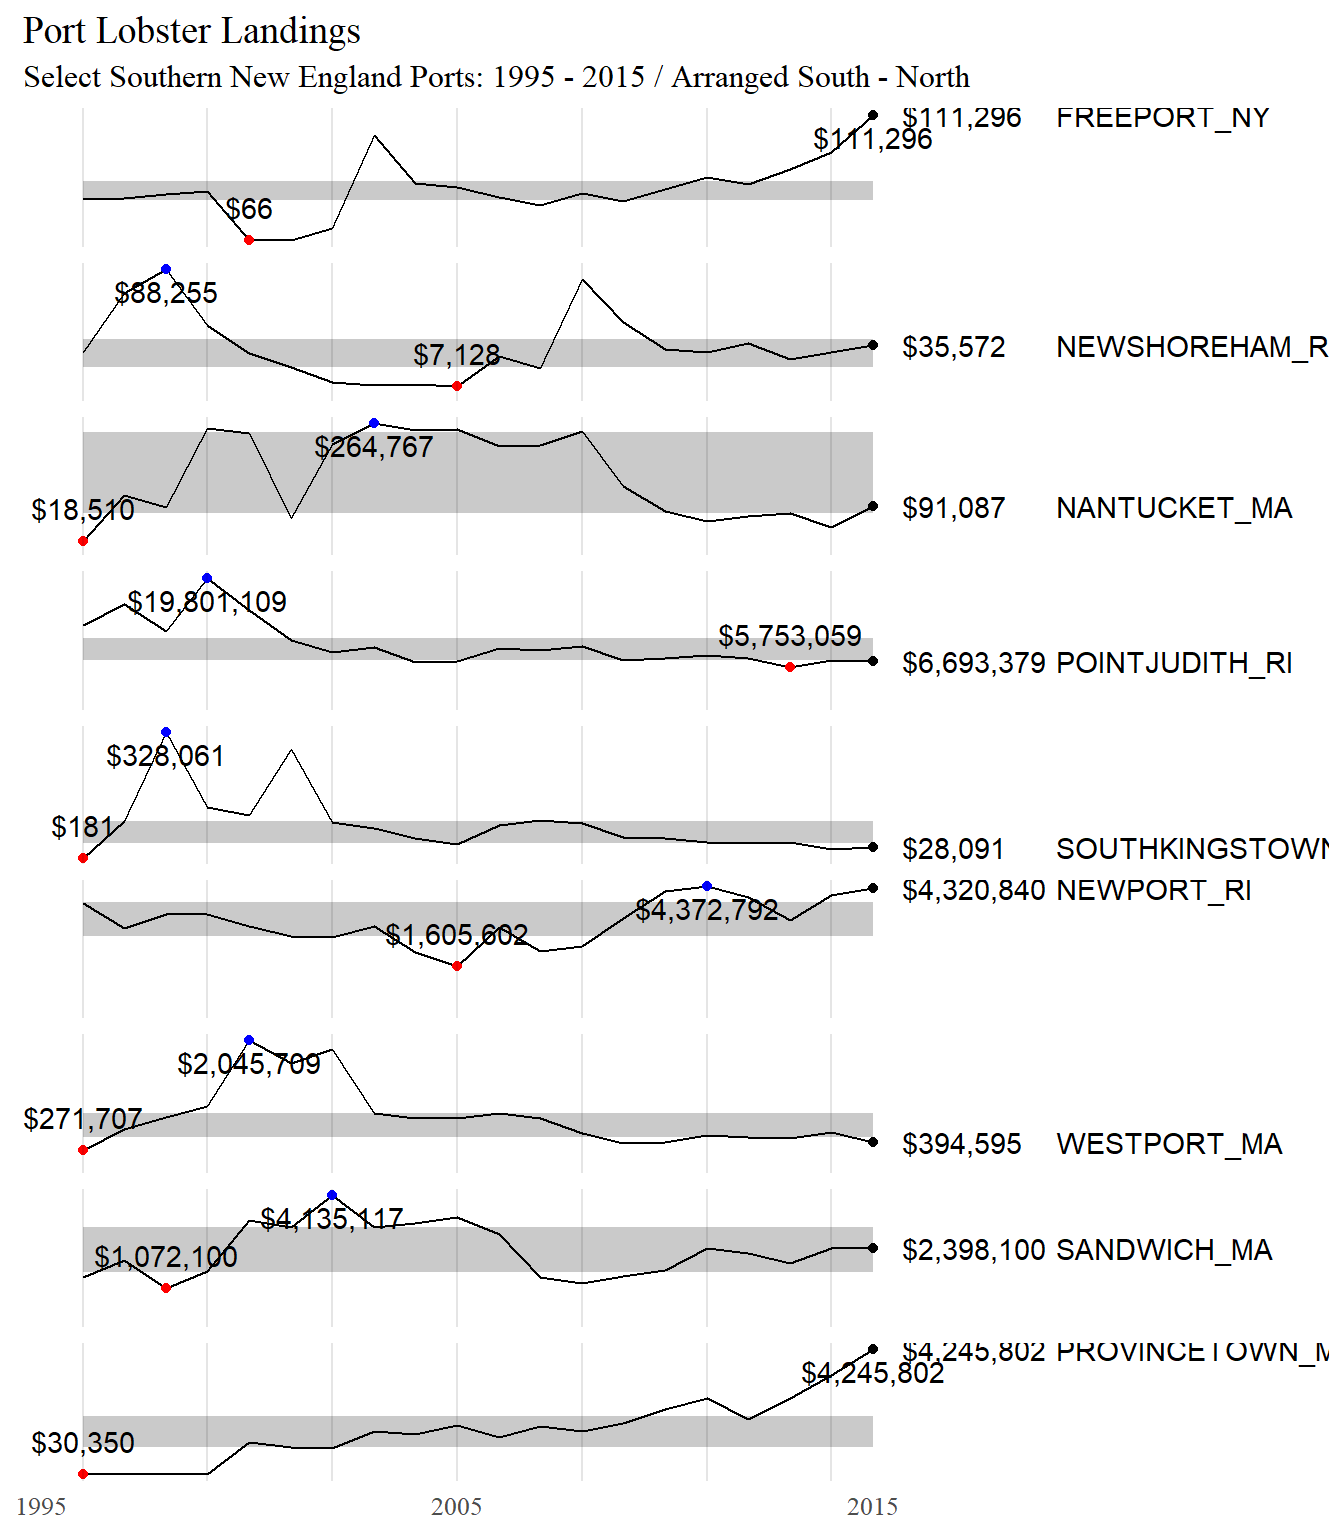 Port Lobster Landings
Select Southern New England Ports: 1995 - 2015 / Arranged South - North
$111,296 FREEPORT_NY
$111,296
$66
$88,255
$7,128
$35,572 NEWSHOREHAM_R
$264,767
$18,510
$91,087 NANTUCKET_MA
$19,801,109
$5,753,059
$6,693,379 POINTJUDITH_RI
$328,061
$181
$28,091 SOUTHKINGSTOWN
$4,320,840 NEWPORT_RI
$4,372,792
$1,605,602
$2,045,709
$271,707
$394,595 WESTPORT_MA
$4,135,117
$1,072,100
$2,398,100 SANDWICH_MA
$4,245,802 PROVINCETOWN_M
$4,245,802
$30,350
1995 2005 2015